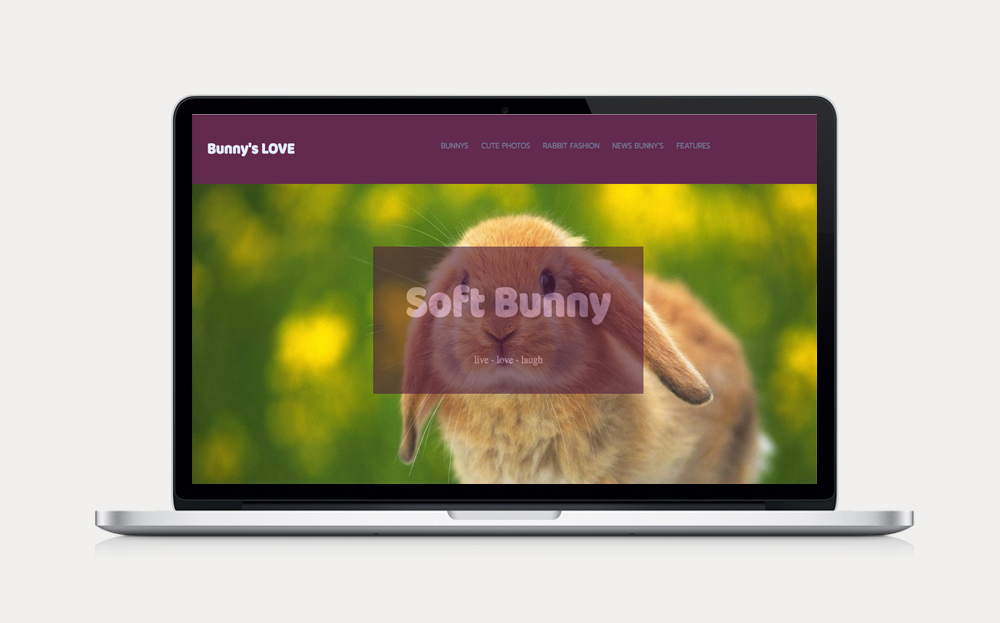 Bunny's LOVE
BUNNYS CUTE PHOTOS RABBIT FASHION NEWS BUNNY'S FEATURES
Soft Bunny
live - love - laugh